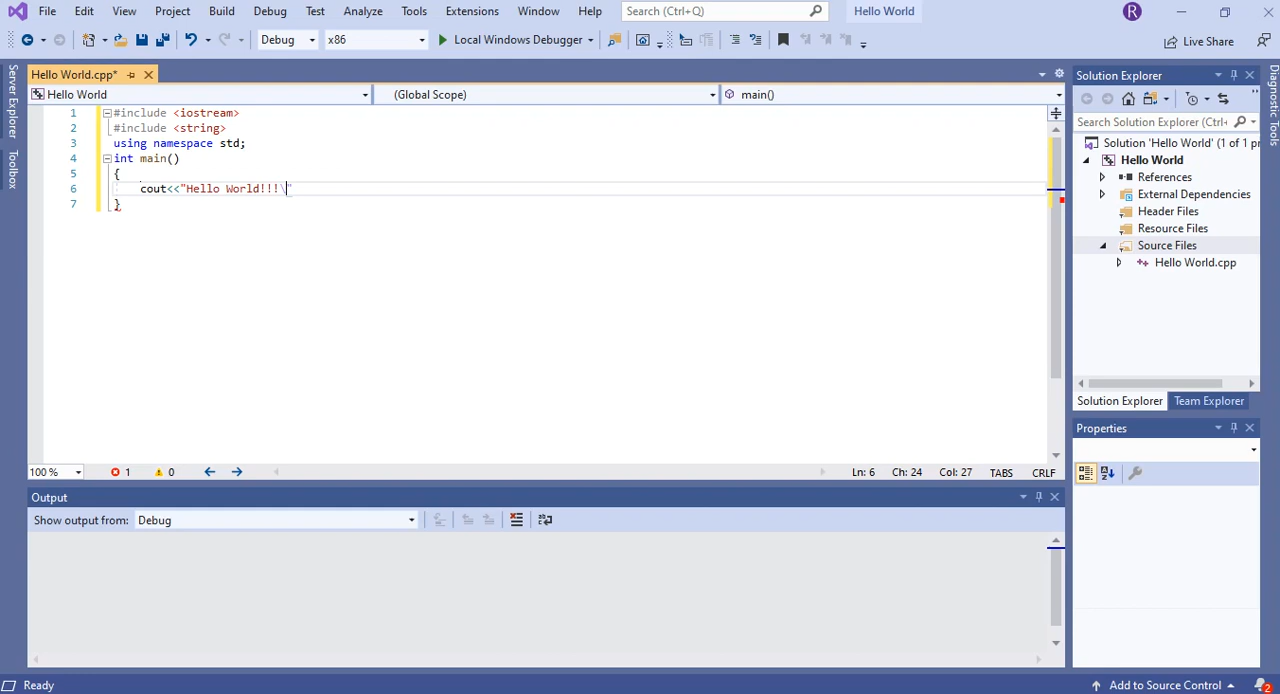 File Edit View Project Build Debug Test Analyze Tools Extensions Window Help Search (Ctrl+Q) Hello World R
Debug x86 Local Windows Debugger Live Share
Server Explorer
Toolbox
Hello World.cpp*
Hello World (Global Scope) main()
1 #include <iostream>
2 #include <string>
3 using namespace std;
4 int main()
5 {
6 cout<<"Hello World!!!\"
7 }
100 % 1 0 Ln: 6 Ch: 24 Col: 27 TABS CRLF
Output
Show output from: Debug
Solution Explorer
Search Solution Explorer (Ctrl+
Solution 'Hello World' (1 of 1 pr
Hello World
References
External Dependencies
Header Files
Resource Files
Source Files
Hello World.cpp
Solution Explorer Team Explorer
Properties
Diagnostic Tools
Ready Add to Source Control 2